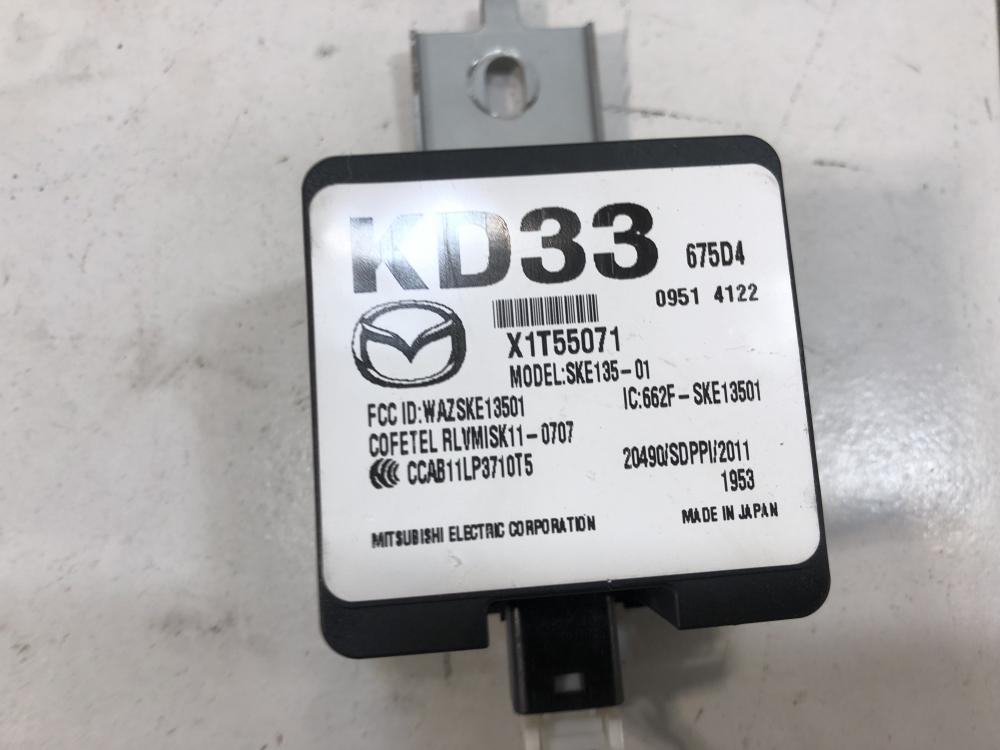 KD33 675D4
0951 4122
X1T55071
MODEL:SKE135-01
FCC ID:WAZSKE13501 IC:662F-SKE13501
COFETEL RLVMISK11-0707
CCAB11LP3710T5 20490/SDPPI/2011
1953
MITSUBISHI ELECTRIC CORPORATION MADE IN JAPAN